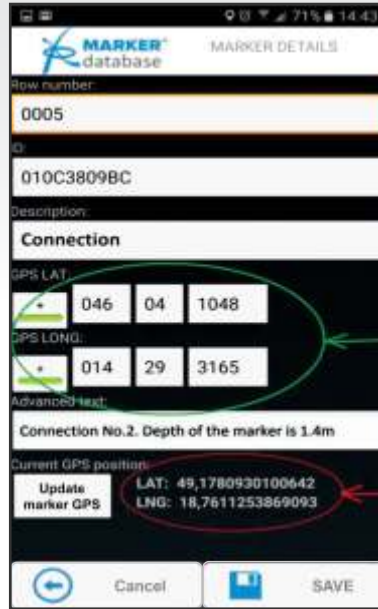 71% 14:43
MARKER
database
MARKER DETAILS
Row number:
0005
ID:
010C3809BC
Description:
Connection
GPS LAT:
+ 046 04 1048
GPS LONG:
+ 014 29 3165
Advanced text:
Connection No.2. Depth of the marker is 1.4m
Current GPS position:
Update
marker GPS
LAT: 49,1780930100642
LNG: 18,7611253869093
Cancel
SAVE